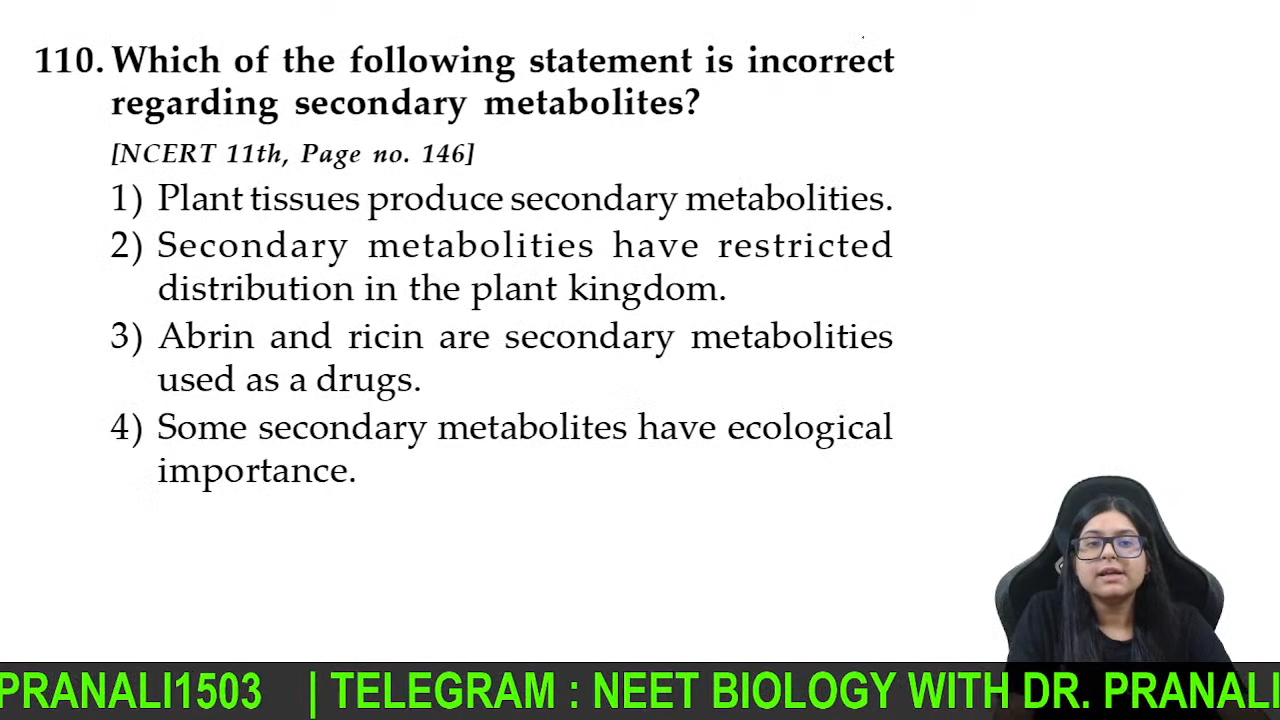 110. Which of the following statement is incorrect
regarding secondary metabolites?
[NCERT 11th, Page no. 146]
1) Plant tissues produce secondary metabolities.
2) Secondary metabolities have restricted
distribution in the plant kingdom.
3) Abrin and ricin are secondary metabolities
used as a drugs.
4) Some secondary metabolites have ecological
importance.
PRANALI1503 | TELEGRAM : NEET BIOLOGY WITH DR. PRANALI